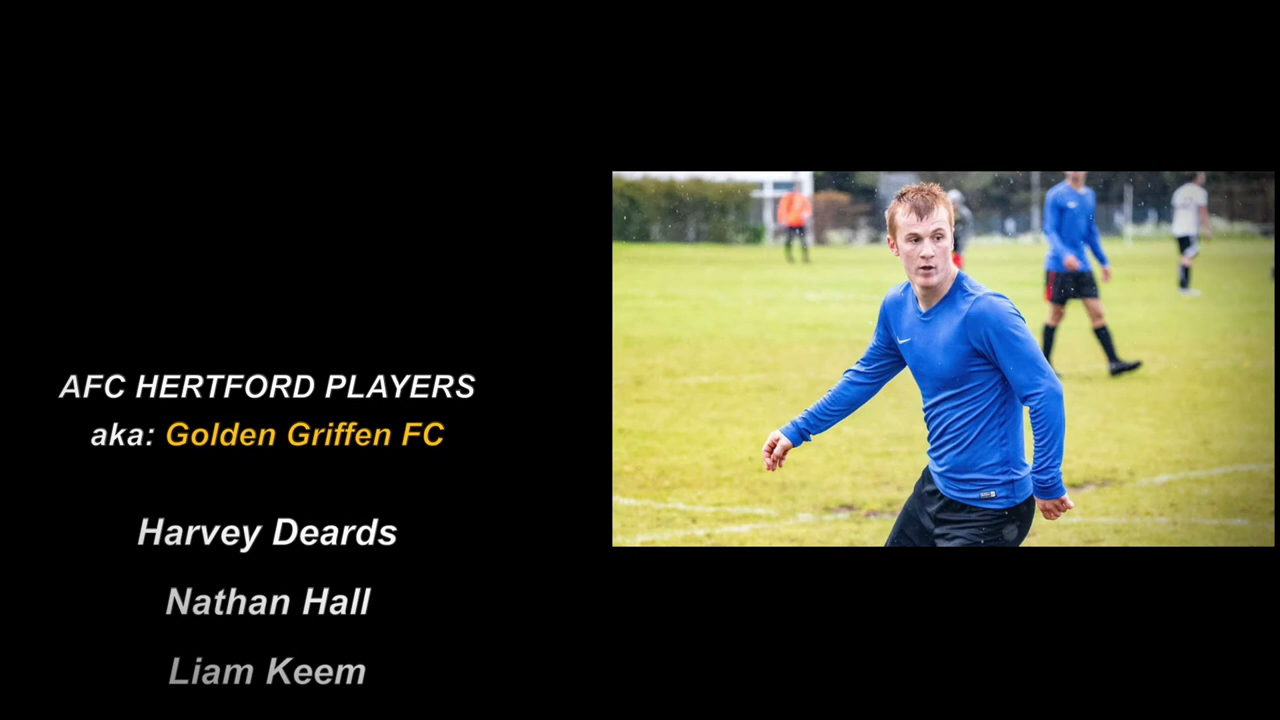 AFC HERTFORD PLAYERS
aka: Golden Griffen FC
Harvey Deards
Nathan Hall
Liam Keem